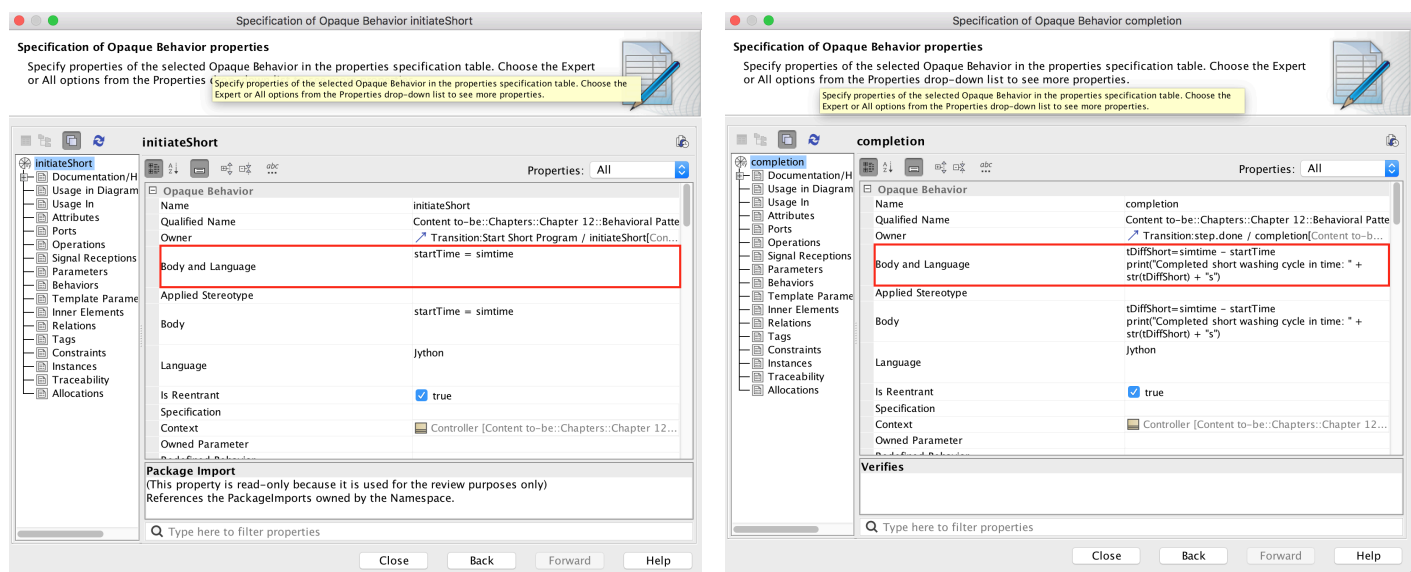 Specification of Opaque Behavior initiateShort
Specification of Opaque Behavior properties
Specify properties of the selected Opaque Behavior in the properties specification table. Choose the Expert
or All options from the Properties
Specify properties of the selected Opaque Behavior in the properties specification table. Choose the
Expert or All options from the Properties drop-down list to see more properties.
initiateShort
initiateShort
Documentation/H
Usage in Diagram
Usage In
Attributes
Ports
Operations
Signal Receptions
Parameters
Behaviors
Template Parame
Inner Elements
Relations
Tags
Constraints
Instances
Traceability
Allocations
Properties: All
Opaque Behavior
Name initiateShort
Qualified Name Content to-be::Chapters::Chapter 12::Behavioral Patte
Owner Transition:Start Short Program / initiateShort[Con...
Body and Language startTime = simtime
Applied Stereotype
Body startTime = simtime
Language Jython
Is Reentrant true
Specification
Context Controller [Content to-be::Chapters::Chapter 12...
Owned Parameter
Package Import
(This property is read-only because it is used for the review purposes only)
References the PackageImports owned by the Namespace.
Type here to filter properties
Close Back Forward Help
Specification of Opaque Behavior completion
Specification of Opaque Behavior properties
Specify properties of the selected Opaque Behavior in the properties specification table. Choose the Expert
or All options from the Properties drop-down list to see more properties.
Specify properties of the selected Opaque Behavior in the properties specification table. Choose the
Expert or All options from the Properties drop-down list to see more properties.
completion
completion
Documentation/H
Usage in Diagram
Usage In
Attributes
Ports
Operations
Signal Receptions
Parameters
Behaviors
Template Parame
Inner Elements
Relations
Tags
Constraints
Instances
Traceability
Allocations
Properties: All
Opaque Behavior
Name completion
Qualified Name Content to-be::Chapters::Chapter 12::Behavioral Patte
Owner Transition:step.done / completion[Content to-b...
Body and Language tDiffShort=simtime - startTime
print("Completed short washing cycle in time: " +
str(tDiffShort) + "s")
Applied Stereotype
Body tDiffShort=simtime - startTime
print("Completed short washing cycle in time: " +
str(tDiffShort) + "s")
Language Jython
Is Reentrant true
Specification
Context Controller [Content to-be::Chapters::Chapter 12...
Owned Parameter
Verifies
Type here to filter properties
Close Back Forward Help